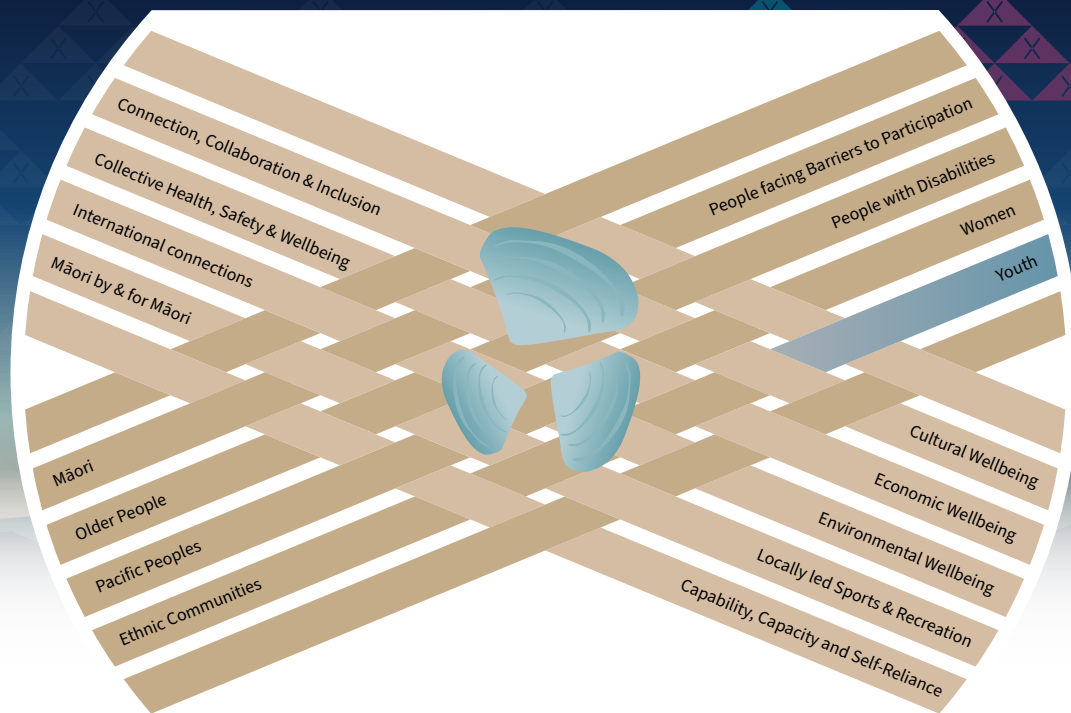 Connection, Collaboration & Inclusion
Collective Health, Safety & Wellbeing
International connections
Māori by & for Māori
People facing Barriers to Participation
People with Disabilities
Women
Youth
Māori
Older People
Pacific Peoples
Ethnic Communities
Cultural Wellbeing
Economic Wellbeing
Environmental Wellbeing
Locally led Sports & Recreation
Capability, Capacity and Self-Reliance